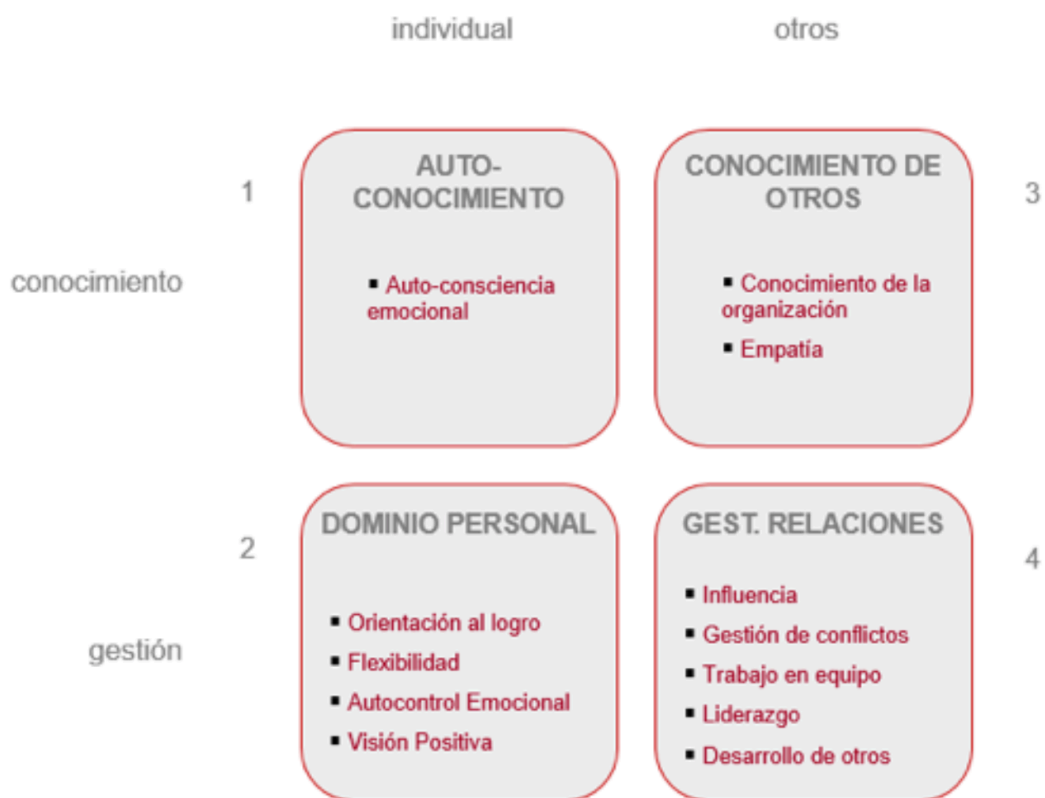 individual
otros
1
AUTO-
CONOCIMIENTO
▪ Auto-consciencia
emocional
CONOCIMIENTO DE
OTROS
▪ Conocimiento de la
organización
▪ Empatía
3
conocimiento
2
DOMINIO PERSONAL
▪ Orientación al logro
▪ Flexibilidad
▪ Autocontrol Emocional
▪ Visión Positiva
GEST. RELACIONES
▪ Influencia
▪ Gestión de conflictos
▪ Trabajo en equipo
▪ Liderazgo
▪ Desarrollo de otros
4
gestión